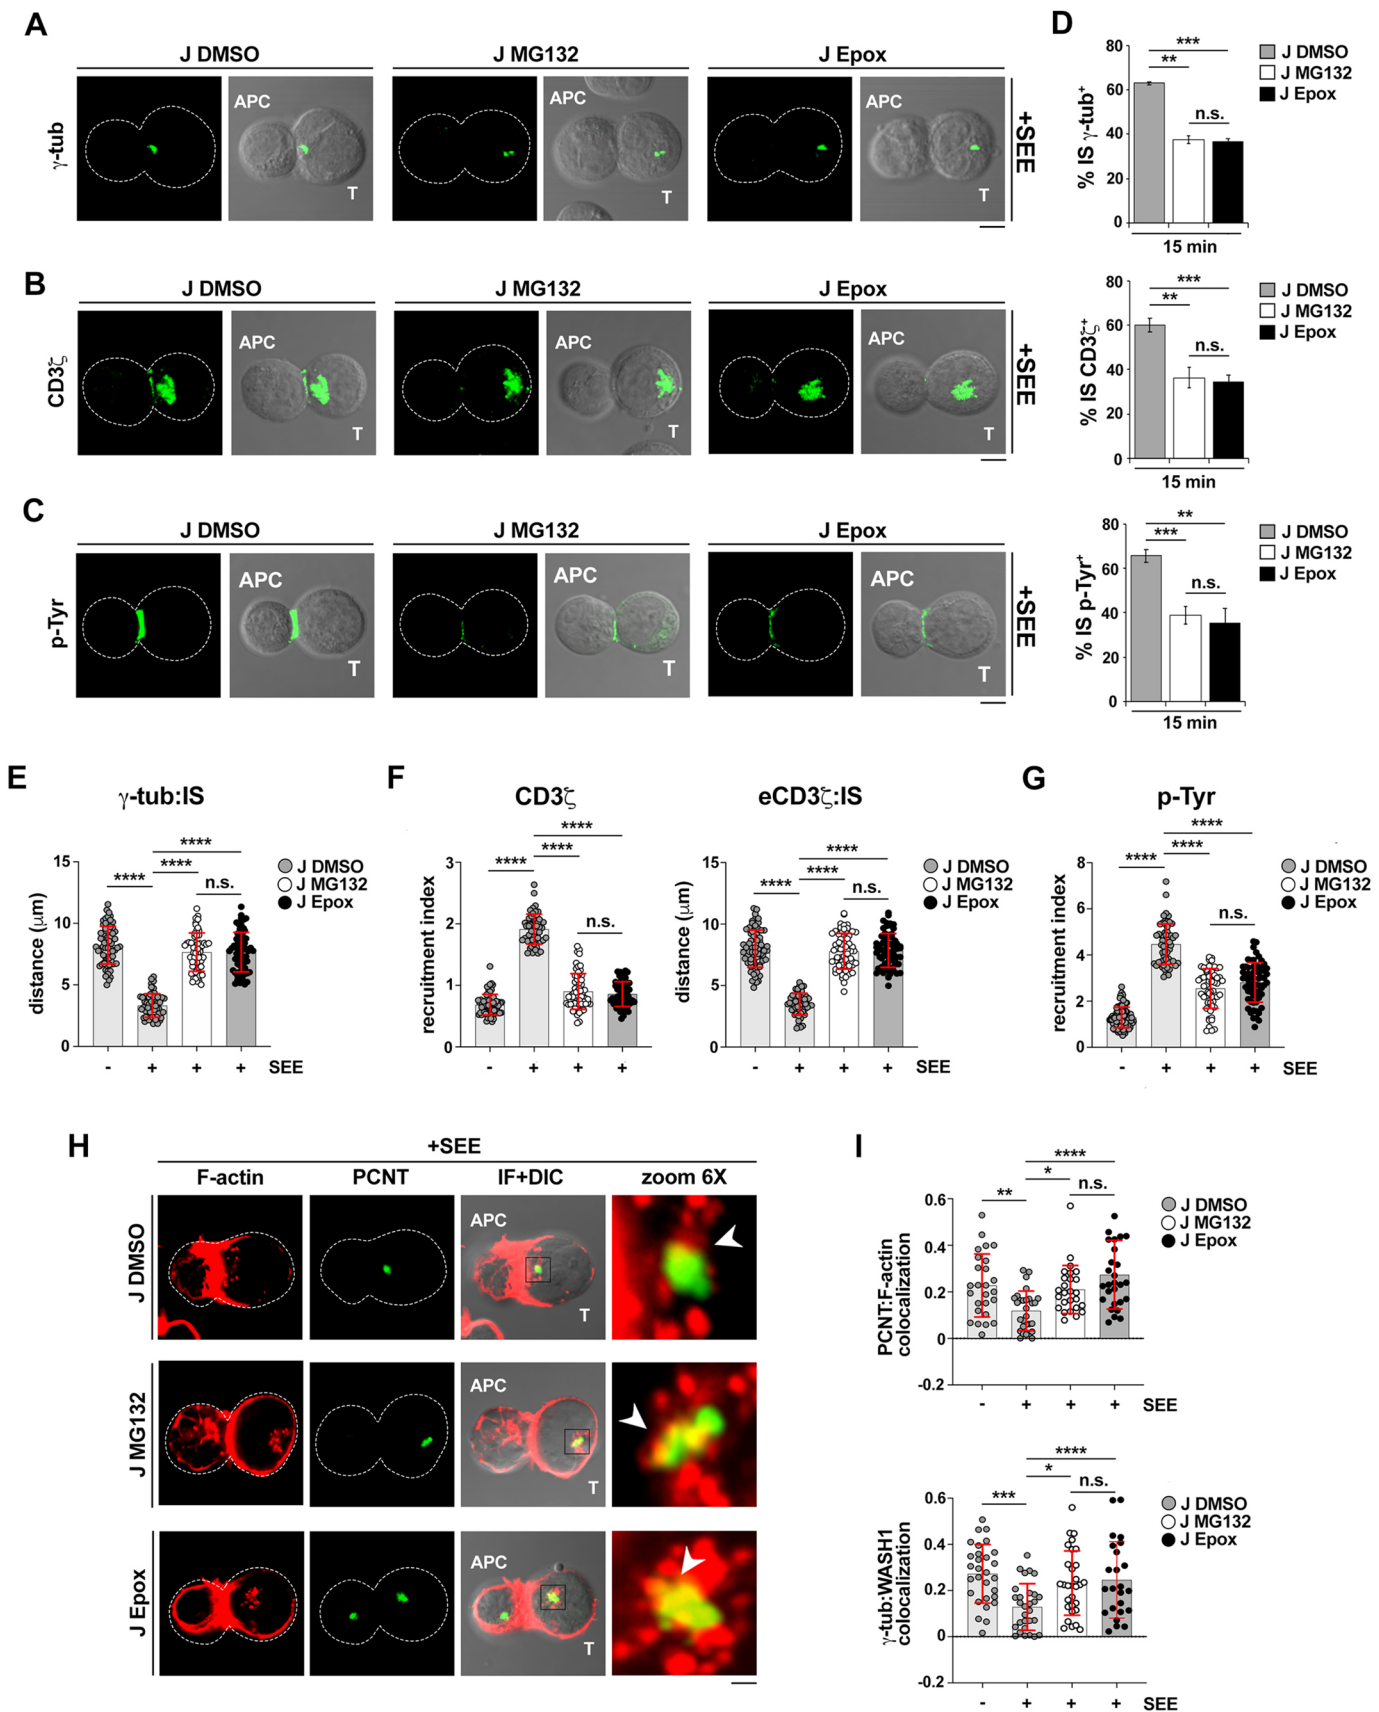 A
J DMSO
J MG132
J Epox
γ-tub
APC
T
APC
T
APC
T
+SEE
D
% IS γ-tub+
80
60
40
20
0
***
**
n.s.
15 min
J DMSO
J MG132
J Epox
B
J DMSO
J MG132
J Epox
CD3ζ
APC
T
APC
T
APC
T
+SEE
% IS CD3ζ+
80
60
40
20
0
***
**
n.s.
15 min
J DMSO
J MG132
J Epox
C
J DMSO
J MG132
J Epox
p-Tyr
APC
T
APC
T
APC
T
+SEE
% IS p-Tyr+
80
60
40
20
0
**
***
n.s.
15 min
J DMSO
J MG132
J Epox
E
γ-tub:IS
distance (μm)
15
10
5
0
****
****
****
n.s.
J DMSO
J MG132
J Epox
- + + + SEE
F
CD3ζ
recruitment index
3
2
1
0
****
****
****
n.s.
- + + +
eCD3ζ:IS
distance (μm)
15
10
5
0
****
****
****
n.s.
J DMSO
J MG132
J Epox
- + + + SEE
G
p-Tyr
recruitment index
8
6
4
2
0
****
****
****
n.s.
J DMSO
J MG132
J Epox
- + + + SEE
H
+SEE
F-actin
PCNT
IF+DIC
zoom 6X
J DMSO
APC
T
J MG132
APC
T
J Epox
APC
T
I
PCNT:F-actin
colocalization
0.6
0.4
0.2
0
-0.2
****
*
**
n.s.
J DMSO
J MG132
J Epox
- + + + SEE
γ-tub:WASH1
colocalization
0.6
0.4
0.2
0
-0.2
****
*
***
n.s.
J DMSO
J MG132
J Epox
- + + + SEE